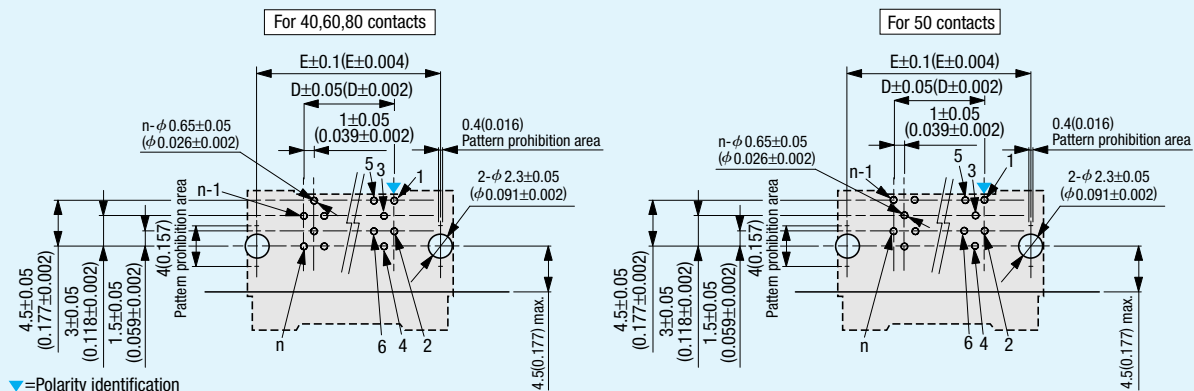 For 40,60,80 contacts
E±0.1(E±0.004)
D±0.05(D±0.002)
1±0.05
(0.039±0.002)
n-φ0.65±0.05
(φ0.026±0.002)
0.4(0.016)
Pattern prohibition area
5
3
1
n-1
2-φ2.3±0.05
(φ0.091±0.002)
4.5±0.05
(0.177±0.002)
3±0.05
(0.118±0.002)
1.5±0.05
(0.059±0.002)
4(0.157)
Pattern prohibition area
n
6
4
2
4.5(0.177) max.
▼=Polarity identification
For 50 contacts
E±0.1(E±0.004)
D±0.05(D±0.002)
1±0.05
(0.039±0.002)
n-φ0.65±0.05
(φ0.026±0.002)
0.4(0.016)
Pattern prohibition area
5
3
1
n-1
2-φ2.3±0.05
(φ0.091±0.002)
4.5±0.05
(0.177±0.002)
3±0.05
(0.118±0.002)
1.5±0.05
(0.059±0.002)
4(0.157)
Pattern prohibition area
n
6
4
2
4.5(0.177) max.